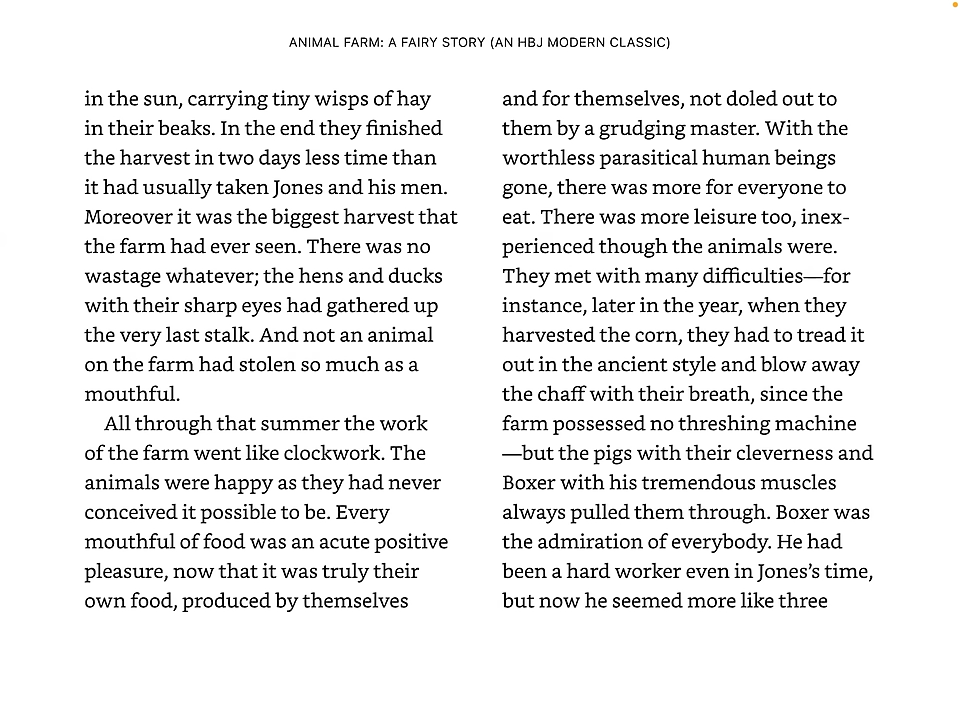 ANIMAL FARM: A FAIRY STORY (AN HBJ MODERN CLASSIC)
in the sun, carrying tiny wisps of hay
in their beaks. In the end they finished
the harvest in two days less time than
it had usually taken Jones and his men.
Moreover it was the biggest harvest that
the farm had ever seen. There was no
wastage whatever; the hens and ducks
with their sharp eyes had gathered up
the very last stalk. And not an animal
on the farm had stolen so much as a
mouthful.
All through that summer the work
of the farm went like clockwork. The
animals were happy as they had never
conceived it possible to be. Every
mouthful of food was an acute positive
pleasure, now that it was truly their
own food, produced by themselves
and for themselves, not doled out to
them by a grudging master. With the
worthless parasitical human beings
gone, there was more for everyone to
eat. There was more leisure too, inex-
perienced though the animals were.
They met with many difficulties—for
instance, later in the year, when they
harvested the corn, they had to tread it
out in the ancient style and blow away
the chaff with their breath, since the
farm possessed no threshing machine
—but the pigs with their cleverness and
Boxer with his tremendous muscles
always pulled them through. Boxer was
the admiration of everybody. He had
been a hard worker even in Jones’s time,
but now he seemed more like three